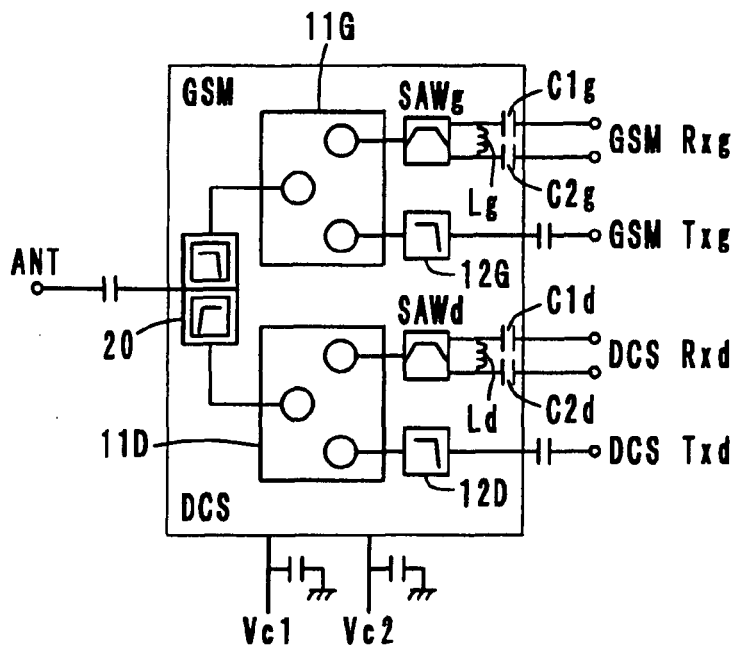 11G
GSM
SAWg
C1g
GSM Rxg
Lg
C2g
ANT
GSM Txg
12G
20
SAWd
C1d
DCS Rxd
Ld
C2d
11D
DCS Txd
12D
DCS
Vc1
Vc2